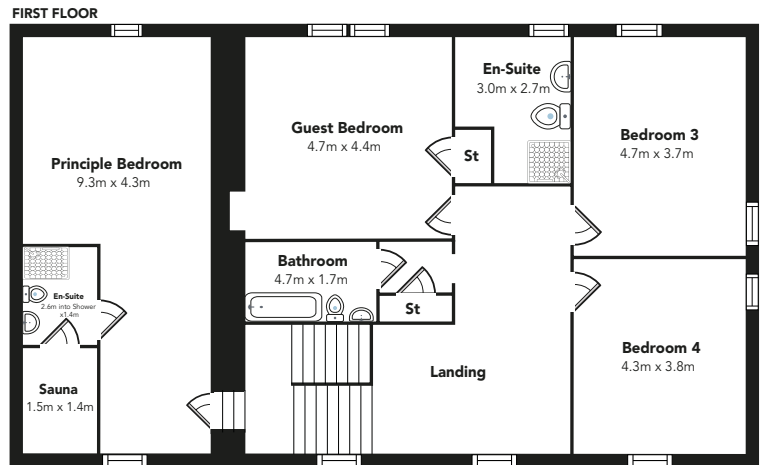 FIRST FLOOR
Principle Bedroom
9.3m x 4.3m
En-Suite
2.6m into Shower
x1.4m
Sauna
1.5m x 1.4m
Guest Bedroom
4.7m x 4.4m
St
En-Suite
3.0m x 2.7m
Bathroom
4.7m x 1.7m
St
Landing
Bedroom 3
4.7m x 3.7m
Bedroom 4
4.3m x 3.8m